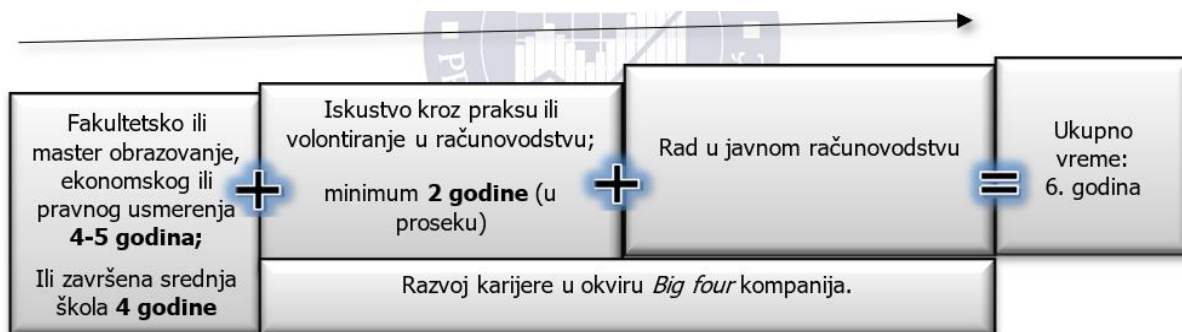 Fakultetsko ili
master obrazovanje,
ekonomskog ili
pravnog usmerenja
4-5 godina;
Ili završena srednja
škola 4 godine
+
Iskustvo kroz praksu ili
volontiranje u računovodstvu;
minimum 2 godine (u
proseku)
+
Rad u javnom računovodstvu
=
Ukupno
vreme:
6. godina
Razvoj karijere u okviru Big four kompanija.